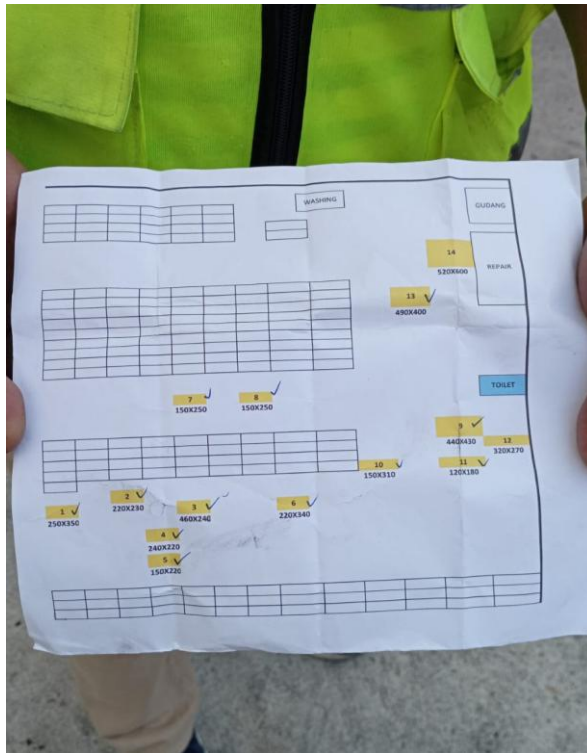 WASHING
GUDANG
REPAIR
14
520X600
13
490X400
TOILET
7
150X250
8
150X250
9
440X430
12
320X270
10
150X310
11
120X180
1
250X350
2
220X230
3
460X240
6
220X340
4
240X220
5
150X220